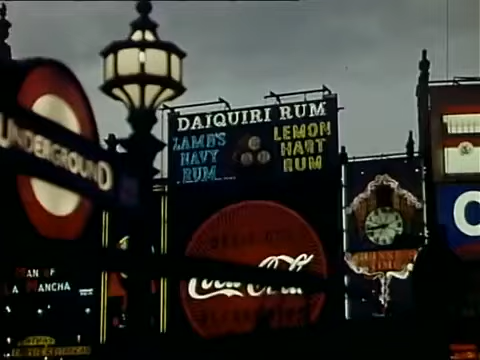 DAIQUIRI RUM
LAMB'S
NAVY
RUM
LEMON
HART
RUM
UNDERGROUND
Coca-Cola
MAN OF
LA MANCHA